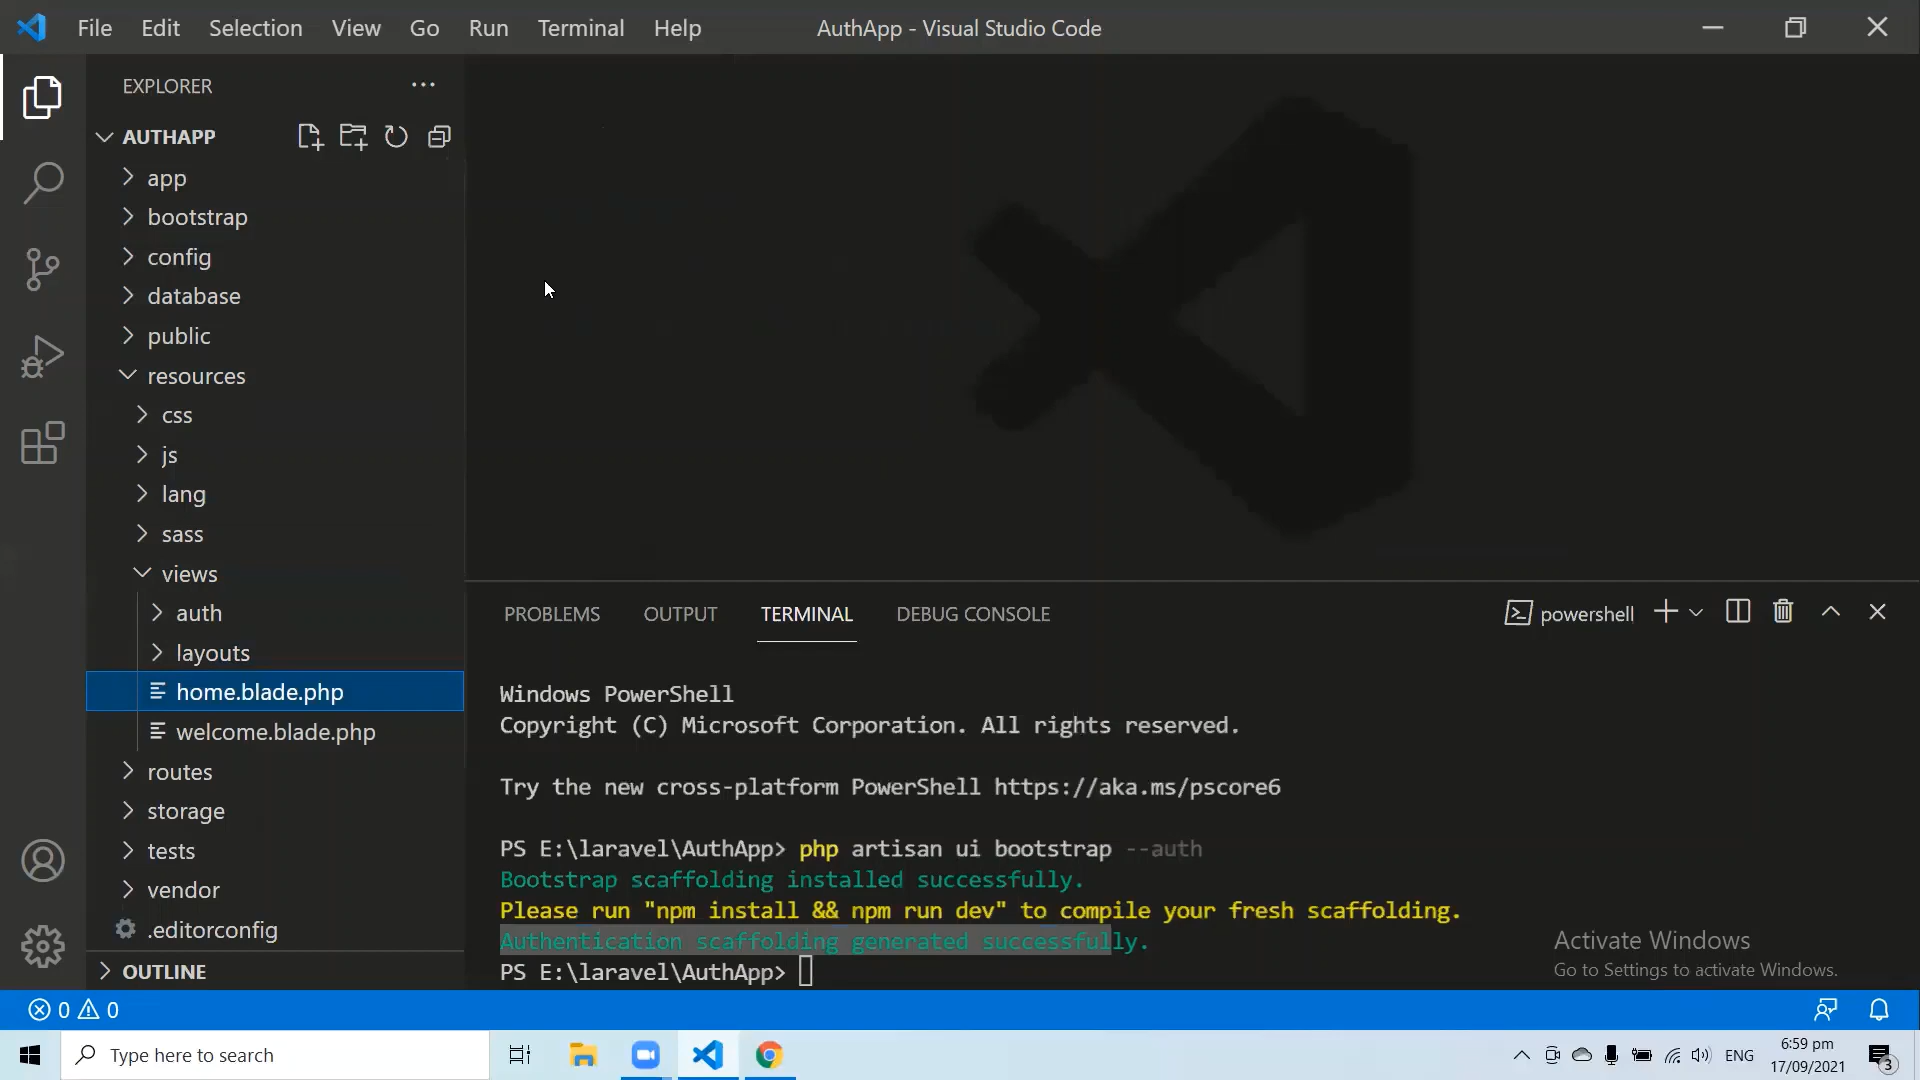 File Edit Selection View Go Run Terminal Help AuthApp - Visual Studio Code
EXPLORER
AUTHAPP
app
bootstrap
config
database
public
resources
css
js
lang
sass
views
auth
layouts
home.blade.php
welcome.blade.php
routes
storage
tests
vendor
.editorconfig
OUTLINE
PROBLEMS OUTPUT TERMINAL DEBUG CONSOLE powershell
Windows PowerShell
Copyright (C) Microsoft Corporation. All rights reserved.
Try the new cross-platform PowerShell https://aka.ms/pscore6
PS E:\laravel\AuthApp> php artisan ui bootstrap --auth
Bootstrap scaffolding installed successfully.
Please run "npm install && npm run dev" to compile your fresh scaffolding.
Authentication scaffolding generated successfully.
PS E:\laravel\AuthApp>
Activate Windows
Go to Settings to activate Windows.
0 0
Type here to search
ENG
6:59 pm
17/09/2021
3